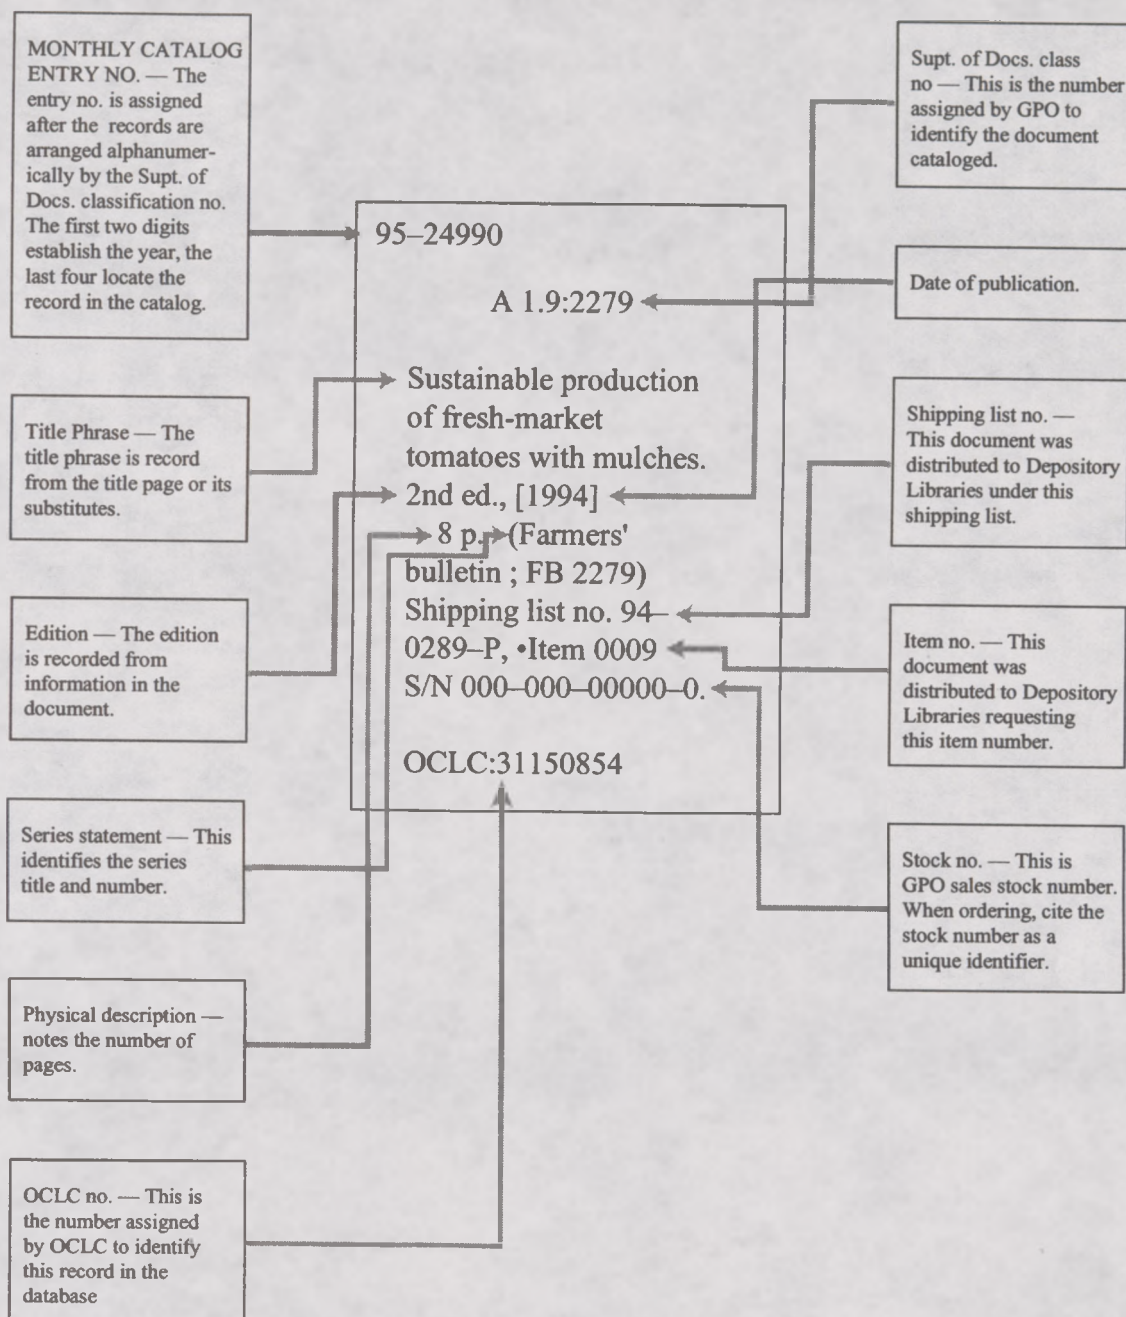 MONTHLY CATALOG
ENTRY NO. — The
entry no. is assigned
after the records are
arranged alphanumer-
ically by the Supt. of
Docs. classification no.
The first two digits
establish the year, the
last four locate the
record in the catalog.
Title Phrase — The
title phrase is record
from the title page or its
substitutes.
Edition — The edition
is recorded from
information in the
document.
Series statement — This
identifies the series
title and number.
Physical description —
notes the number of
pages.
OCLC no. — This is
the number assigned
by OCLC to identify
this record in the
database
95–24990
A 1.9:2279
Sustainable production
of fresh-market
tomatoes with mulches.
2nd ed., [1994]
8 p. (Farmers'
bulletin ; FB 2279)
Shipping list no. 94–
0289–P, •Item 0009
S/N 000–000–00000–0.
OCLC:31150854
Supt. of Docs. class
no — This is the number
assigned by GPO to
identify the document
cataloged.
Date of publication.
Shipping list no. —
This document was
distributed to Depository
Libraries under this
shipping list.
Item no. — This
document was
distributed to Depository
Libraries requesting
this item number.
Stock no. — This is
GPO sales stock number.
When ordering, cite the
stock number as a
unique identifier.